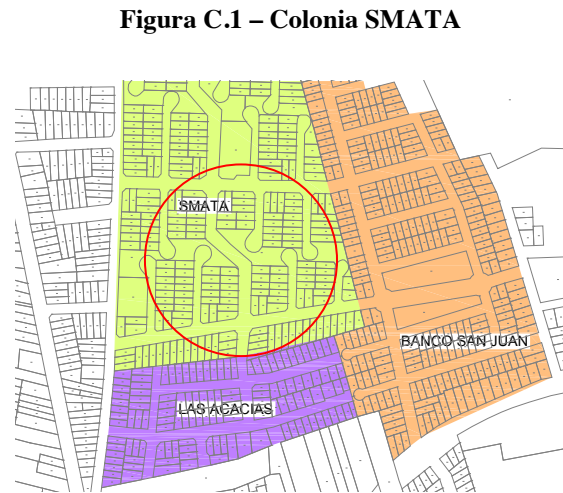 Figura C.1 – Colonia SMATA
SMATA
BANCO SAN JUAN
LAS ACACIAS